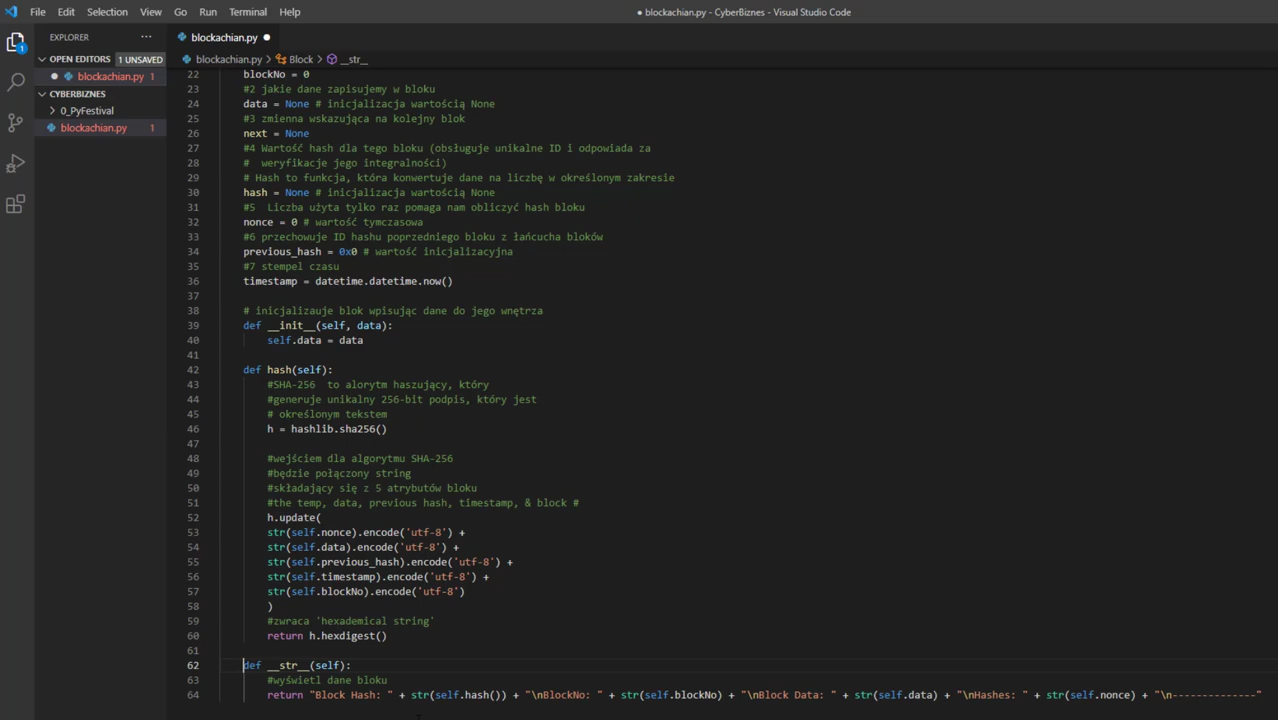 File Edit Selection View Go Run Terminal Help
● blockachian.py - CyberBiznes - Visual Studio Code
EXPLORER ···
blockachian.py ●
OPEN EDITORS 1 UNSAVED
blockachian.py > Block > __str__
● blockachian.py 1
CYBERBIZNES
0_PyFestival
blockachian.py 1
1
22 blockNo = 0
23 #2 jakie dane zapisujemy w bloku
24 data = None # inicjalizacja wartością None
25 #3 zmienna wskazująca na kolejny blok
26 next = None
27 #4 Wartość hash dla tego bloku (obsługuje unikalne ID i odpowiada za
28 #  weryfikacje jego integralności)
29 # Hash to funkcja, która konwertuje dane na liczbę w określonym zakresie
30 hash = None # inicjalizacja wartością None
31 #5  Liczba użyta tylko raz pomaga nam obliczyć hash bloku
32 nonce = 0 # wartość tymczasowa
33 #6 przechowuje ID hashu poprzedniego bloku z łańcucha bloków
34 previous_hash = 0x0 # wartość inicjalizacyjna
35 #7 stempel czasu
36 timestamp = datetime.datetime.now()
37
38 # inicjalizauje blok wpisując dane do jego wnętrza
39 def __init__(self, data):
40 self.data = data
41
42 def hash(self):
43 #SHA-256  to alorytm haszujący, który
44 #generuje unikalny 256-bit podpis, który jest
45 # określonym tekstem
46 h = hashlib.sha256()
47
48 #wejściem dla algorytmu SHA-256
49 #będzie połączony string
50 #składający się z 5 atrybutów bloku
51 #the temp, data, previous hash, timestamp, & block #
52 h.update(
53 str(self.nonce).encode('utf-8') +
54 str(self.data).encode('utf-8') +
55 str(self.previous_hash).encode('utf-8') +
56 str(self.timestamp).encode('utf-8') +
57 str(self.blockNo).encode('utf-8')
58 )
59 #zwraca 'hexademical string'
60 return h.hexdigest()
61
62 def __str__(self):
63 #wyświetl dane bloku
64 return "Block Hash: " + str(self.hash()) + "\nBlockNo: " + str(self.blockNo) + "\nBlock Data: " + str(self.data) + "\nHashes: " + str(self.nonce) + "\n--------------"